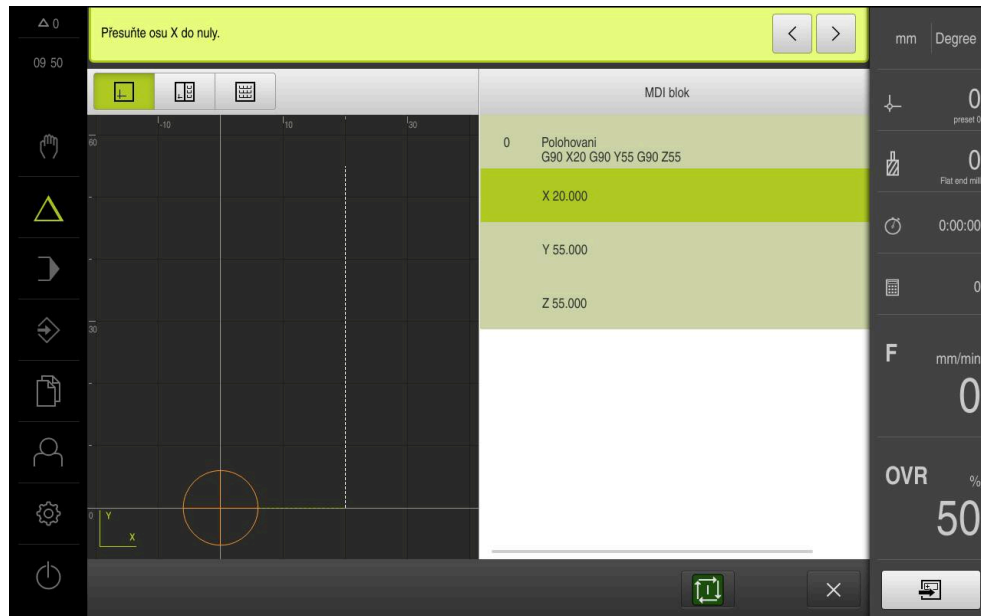 0
09 50
Přesuňte osu X do nuly.
mm
Degree
MDI blok
-10
10
30
60
30
0
Y
X
0 Polohovani
G90 X20 G90 Y55 G90 Z55
X 20.000
Y 55.000
Z 55.000
0
preset 0
0
Flat end mill
0:00:00
0
F mm/min
0
OVR %
50